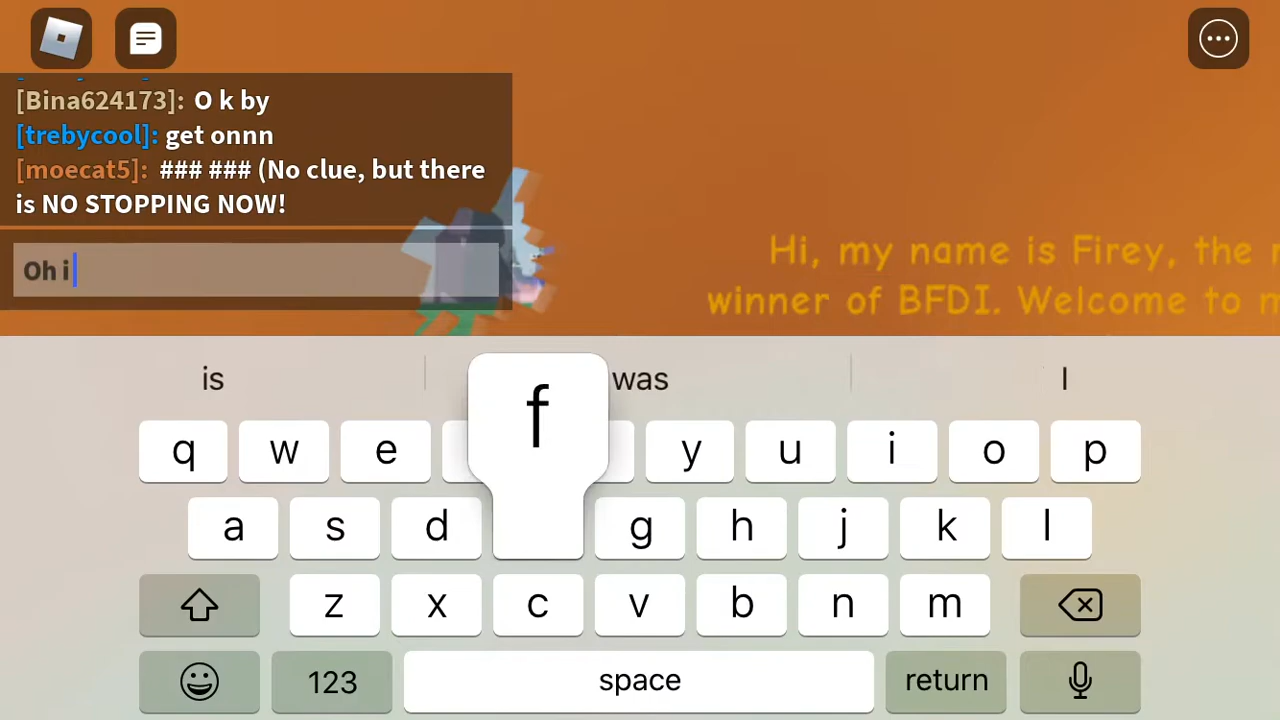 [Bina624173]: O k by
[trebycool]: get onnn
[moecat5]: ### ### (No clue, but there
is NO STOPPING NOW!
Oh i
Hi, my name is Firey, the
winner of BFDI. Welcome to
is was I
f
q w e y u i o p
a s d g h j k l
z x c v b n m
123 space return